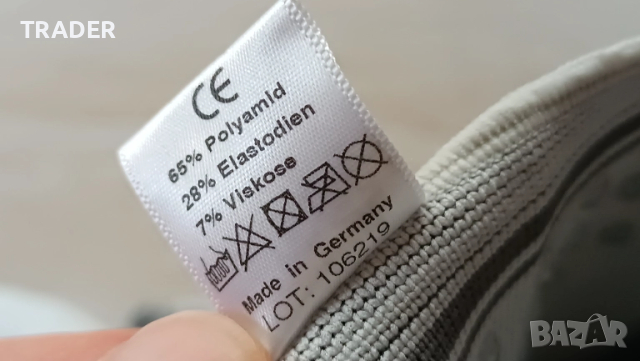 TRADER
CE
65% Polyamid
28% Elastodien
7% Viskose
Made in Germany
LOT: 106219
BAZAR